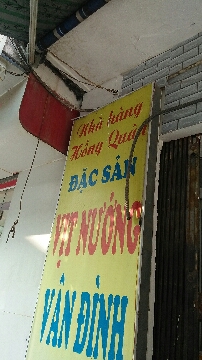 Nhà hàng
Hồng Quân
ĐẶC SẢN
VỊT NƯỚNG
VÂN ĐÌNH